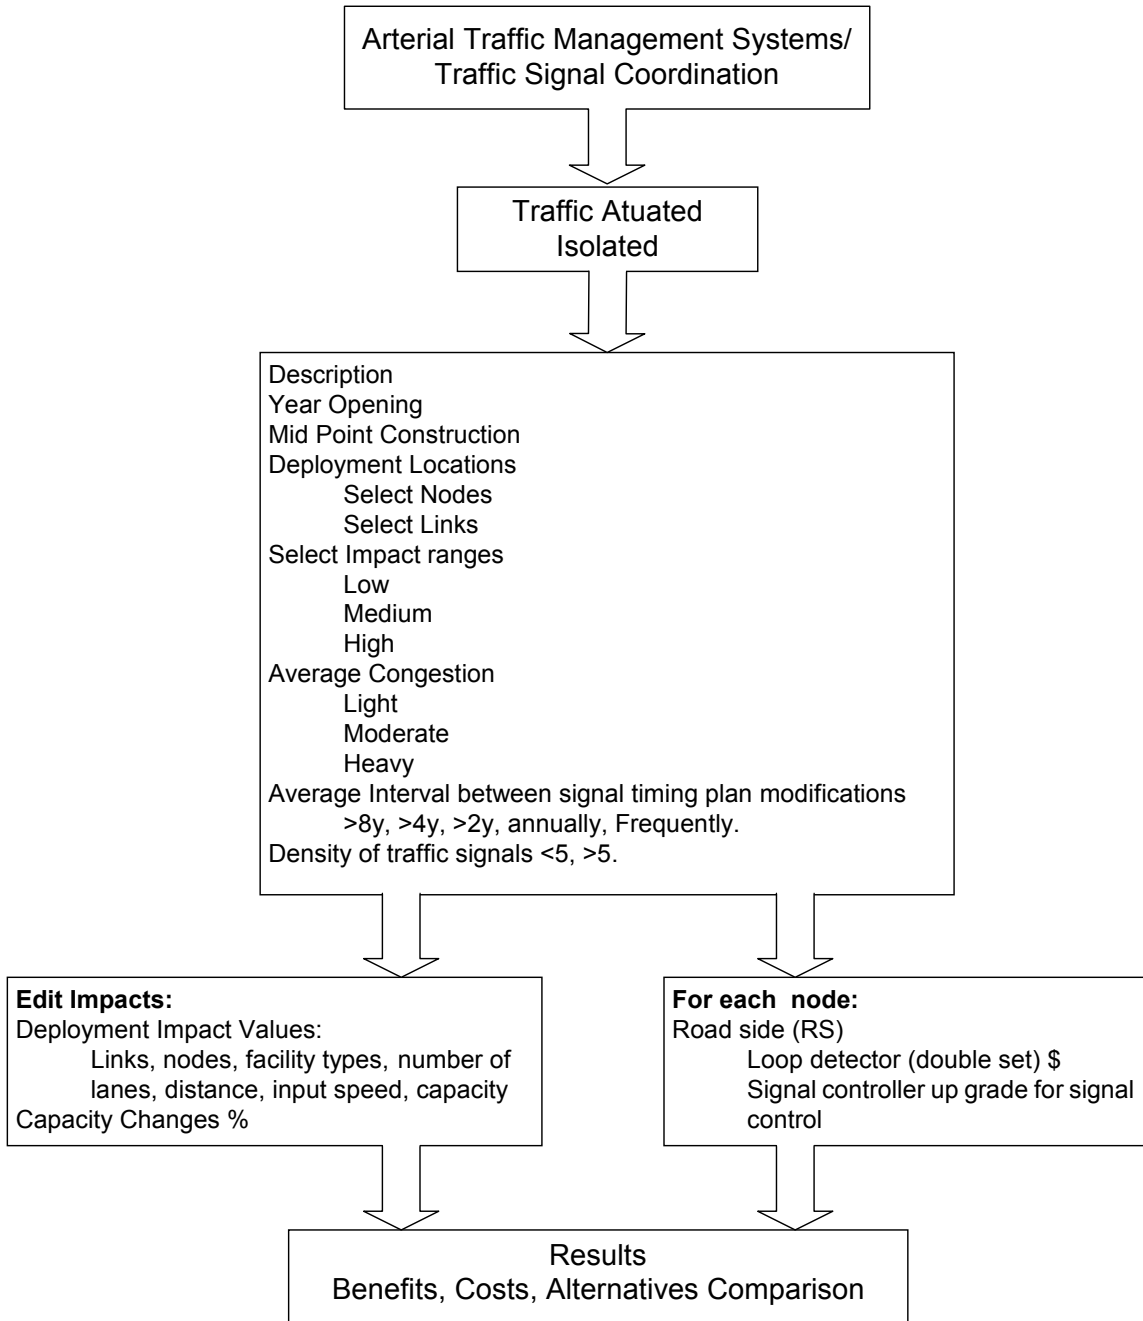 Arterial Traffic Management Systems/
Traffic Signal Coordination
Traffic Atuated
Isolated
Description
Year Opening
Mid Point Construction
Deployment Locations
Select Nodes
Select Links
Select Impact ranges
Low
Medium
High
Average Congestion
Light
Moderate
Heavy
Average Interval between signal timing plan modifications
>8y, >4y, >2y, annually, Frequently.
Density of traffic signals <5, >5.
Edit Impacts:
Deployment Impact Values:
Links, nodes, facility types, number of
lanes, distance, input speed, capacity
Capacity Changes %
For each  node:
Road side (RS)
Loop detector (double set) $
Signal controller up grade for signal
control
Results
Benefits, Costs, Alternatives Comparison